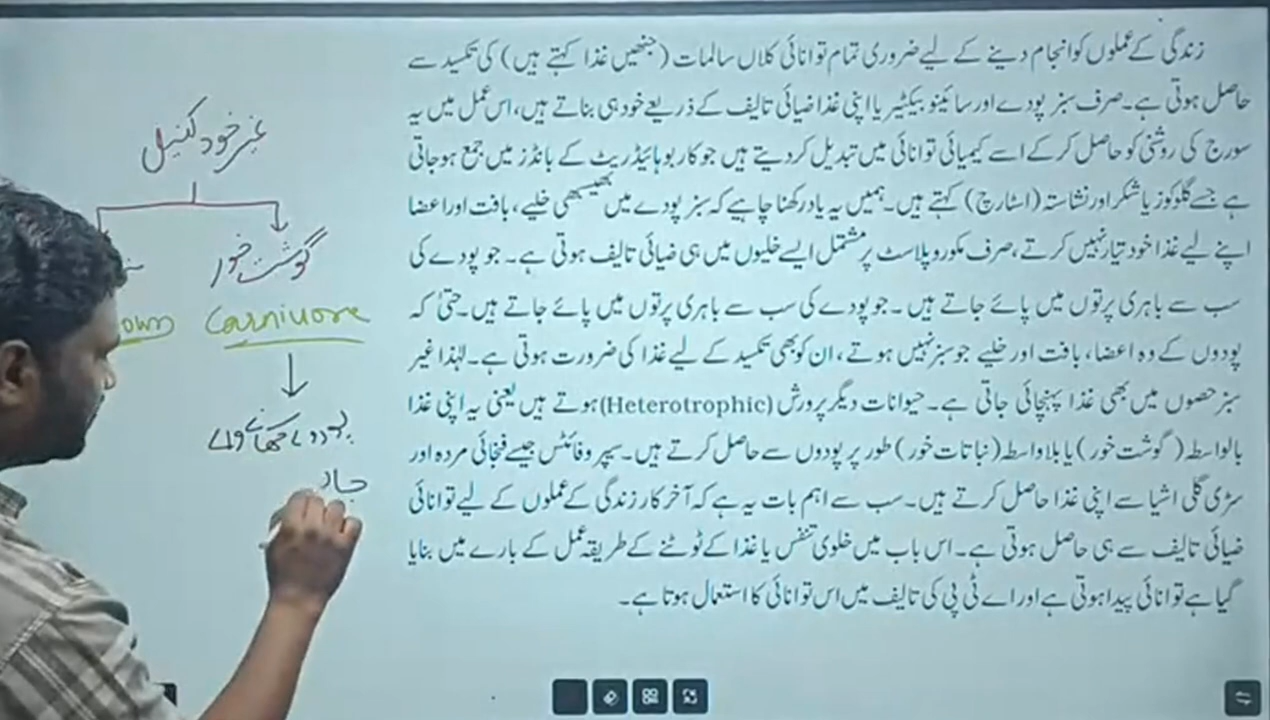 زندگی کے عملوں کو انجام دینے کے لیے ضروری تمام توانائی کلاں سالمات (جنھیں غذا کہتے ہیں) کی تکسید سے
حاصل ہوتی ہے۔ صرف سبز پودے اور سائینو بیکٹیریا اپنی غذا ضیائی تالیف کے ذریعے خود ہی بناتے ہیں، اس عمل میں یہ
سورج کی روشنی کو حاصل کرکے اسے کیمیائی توانائی میں تبدیل کردیتے ہیں جو کاربوہائیڈریٹ کے بانڈز میں جمع ہوجاتی
ہے جسے گلوکوز یا شکر اور نشاستہ (اسٹارچ) کہتے ہیں۔ ہمیں یہ یاد رکھنا چاہیے کہ سبز پودے میں سبھی خلیے، بافت اور اعضا
اپنے لیے غذا خود تیار نہیں کرتے، صرف مکوروپلاسٹ پر مشتمل ایسے خلیوں میں ہی ضیائی تالیف ہوتی ہے۔ جو پودے کی
سب سے باہری پرتوں میں پائے جاتے ہیں۔ جو پودے کی سب سے باہری پرتوں میں پائے جاتے ہیں۔ حتیٰ کہ
پودوں کے وہ اعضا، بافت اور خلیے جو سبز نہیں ہوتے، ان کو بھی تکسید کے لیے غذا کی ضرورت ہوتی ہے۔ لہٰذا غیر
سبز حصوں میں بھی غذا پہنچائی جاتی ہے۔ حیوانات دیگر پرورش (Heterotrophic) ہوتے ہیں یعنی یہ اپنی غذا
بالواسطہ (گوشت خور) یا بلاواسطہ (نباتات خور) طور پر پودوں سے حاصل کرتے ہیں۔ سیپروفائٹس جیسے فنجائی مردہ اور
سڑی گلی اشیا سے اپنی غذا حاصل کرتے ہیں۔ سب سے اہم بات یہ ہے کہ آخرکار زندگی کے عملوں کے لیے توانائی
ضیائی تالیف سے ہی حاصل ہوتی ہے۔ اس باب میں خلوی تنفس یا غذا کے ٹوٹنے کے طریقہ عمل کے بارے میں بنایا
گیا ہے توانائی پیدا ہوتی ہے اور اے ٹی پی کی تالیف میں اس توانائی کا استعمال ہوتا ہے۔
غیر خود کفیل
گوشت خور
Carnivore
پودے کھانے والے